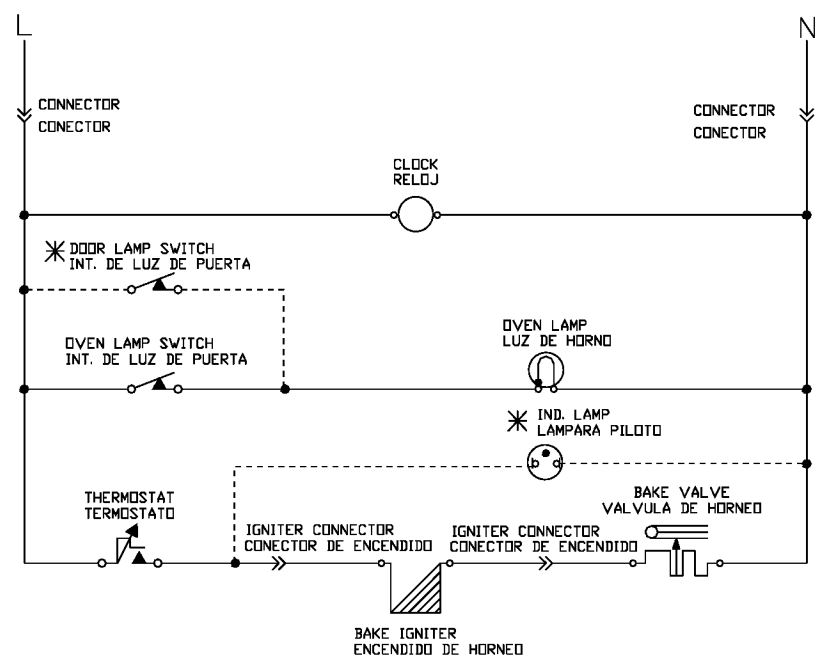 L
N
CONNECTOR
CONECTOR
CONNECTOR
CONECTOR
CLOCK
RELOJ
DOOR LAMP SWITCH
INT. DE LUZ DE PUERTA
OVEN LAMP SWITCH
INT. DE LUZ DE PUERTA
OVEN LAMP
LUZ DE HORNO
IND. LAMP
LAMPARA PILOTO
THERMOSTAT
TERMOSTATO
IGNITER CONNECTOR
CONECTOR DE ENCENDIDO
IGNITER CONNECTOR
CONECTOR DE ENCENDIDO
BAKE VALVE
VALVULA DE HORNEO
BAKE IGNITER
ENCENDIDO DE HORNEO